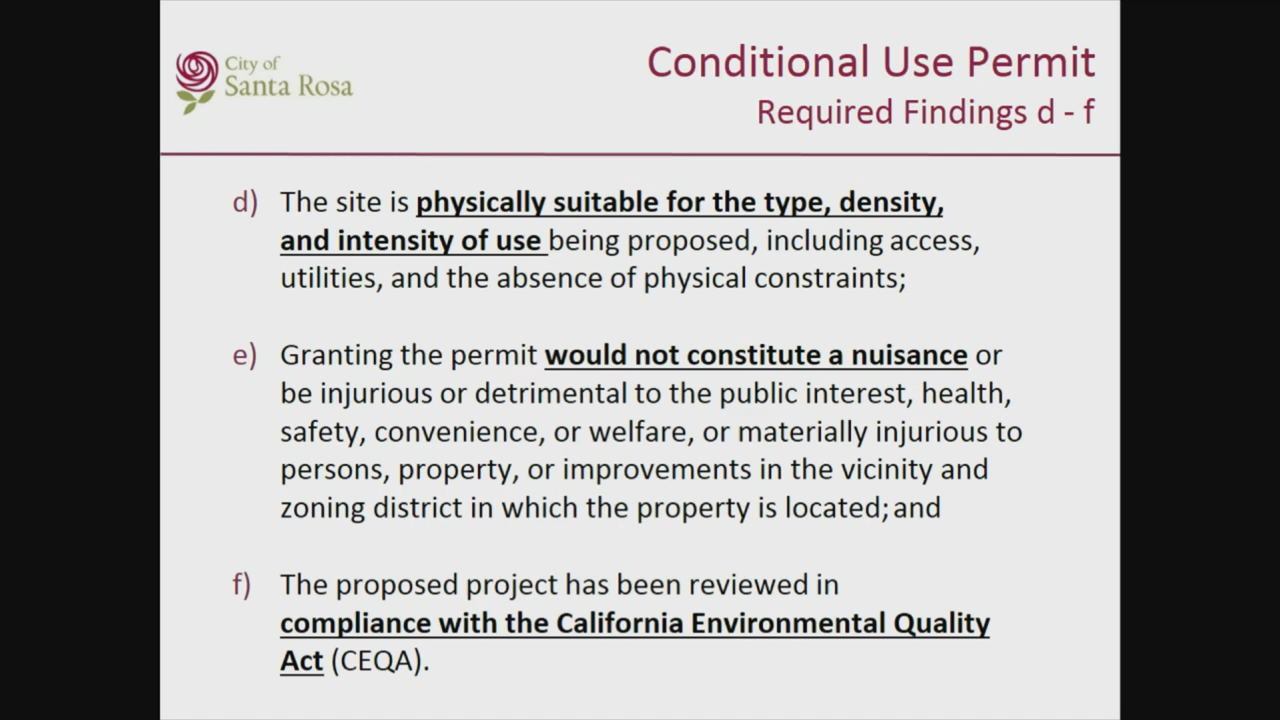 City of
Santa Rosa
Conditional Use Permit
Required Findings d - f
d) The site is physically suitable for the type, density,
and intensity of use being proposed, including access,
utilities, and the absence of physical constraints;
e) Granting the permit would not constitute a nuisance or
be injurious or detrimental to the public interest, health,
safety, convenience, or welfare, or materially injurious to
persons, property, or improvements in the vicinity and
zoning district in which the property is located; and
f) The proposed project has been reviewed in
compliance with the California Environmental Quality
Act (CEQA).